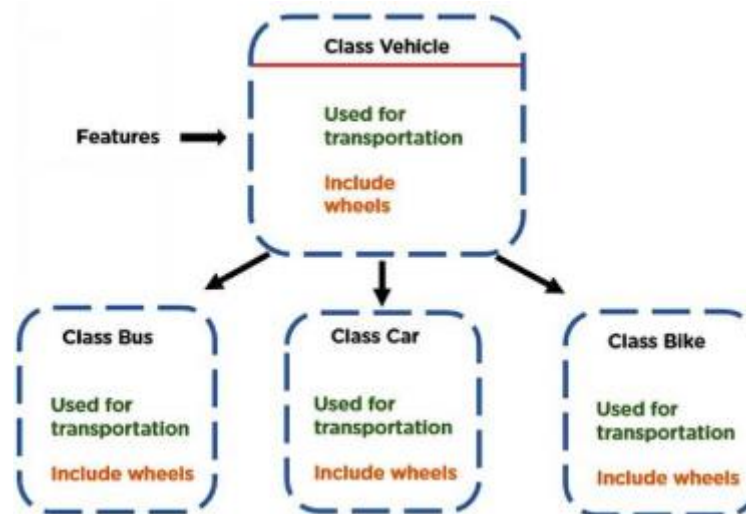 Class Vehicle
Features
Used for
transportation
Include
wheels
Class Bus
Used for
transportation
Include wheels
Class Car
Used for
transportation
Include wheels
Class Bike
Used for
transportation
Include wheels